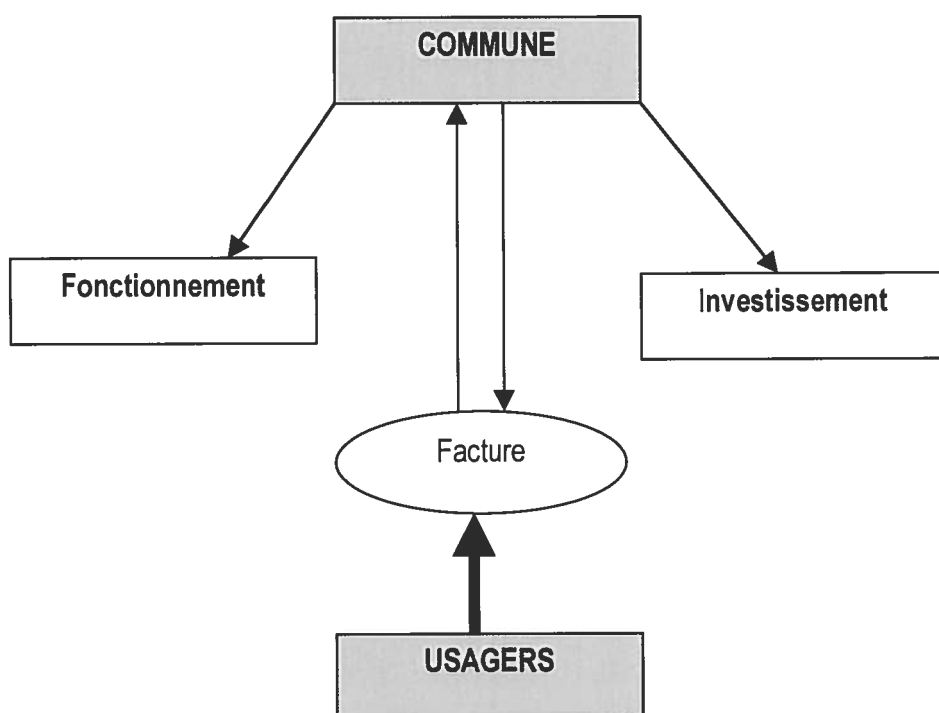 COMMUNE
Fonctionnement
Investissement
Facture
USAGERS